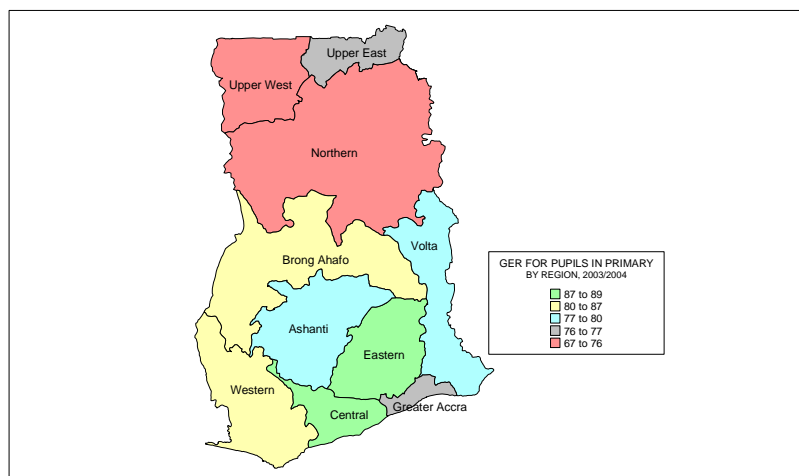 Upper East
Upper West
Northern
Volta
Brong Ahafo
GER FOR PUPILS IN PRIMARY
BY REGION, 2003/2004
87 to 89
80 to 87
77 to 80
76 to 77
67 to 76
Ashanti
Eastern
Western
Greater Accra
Central